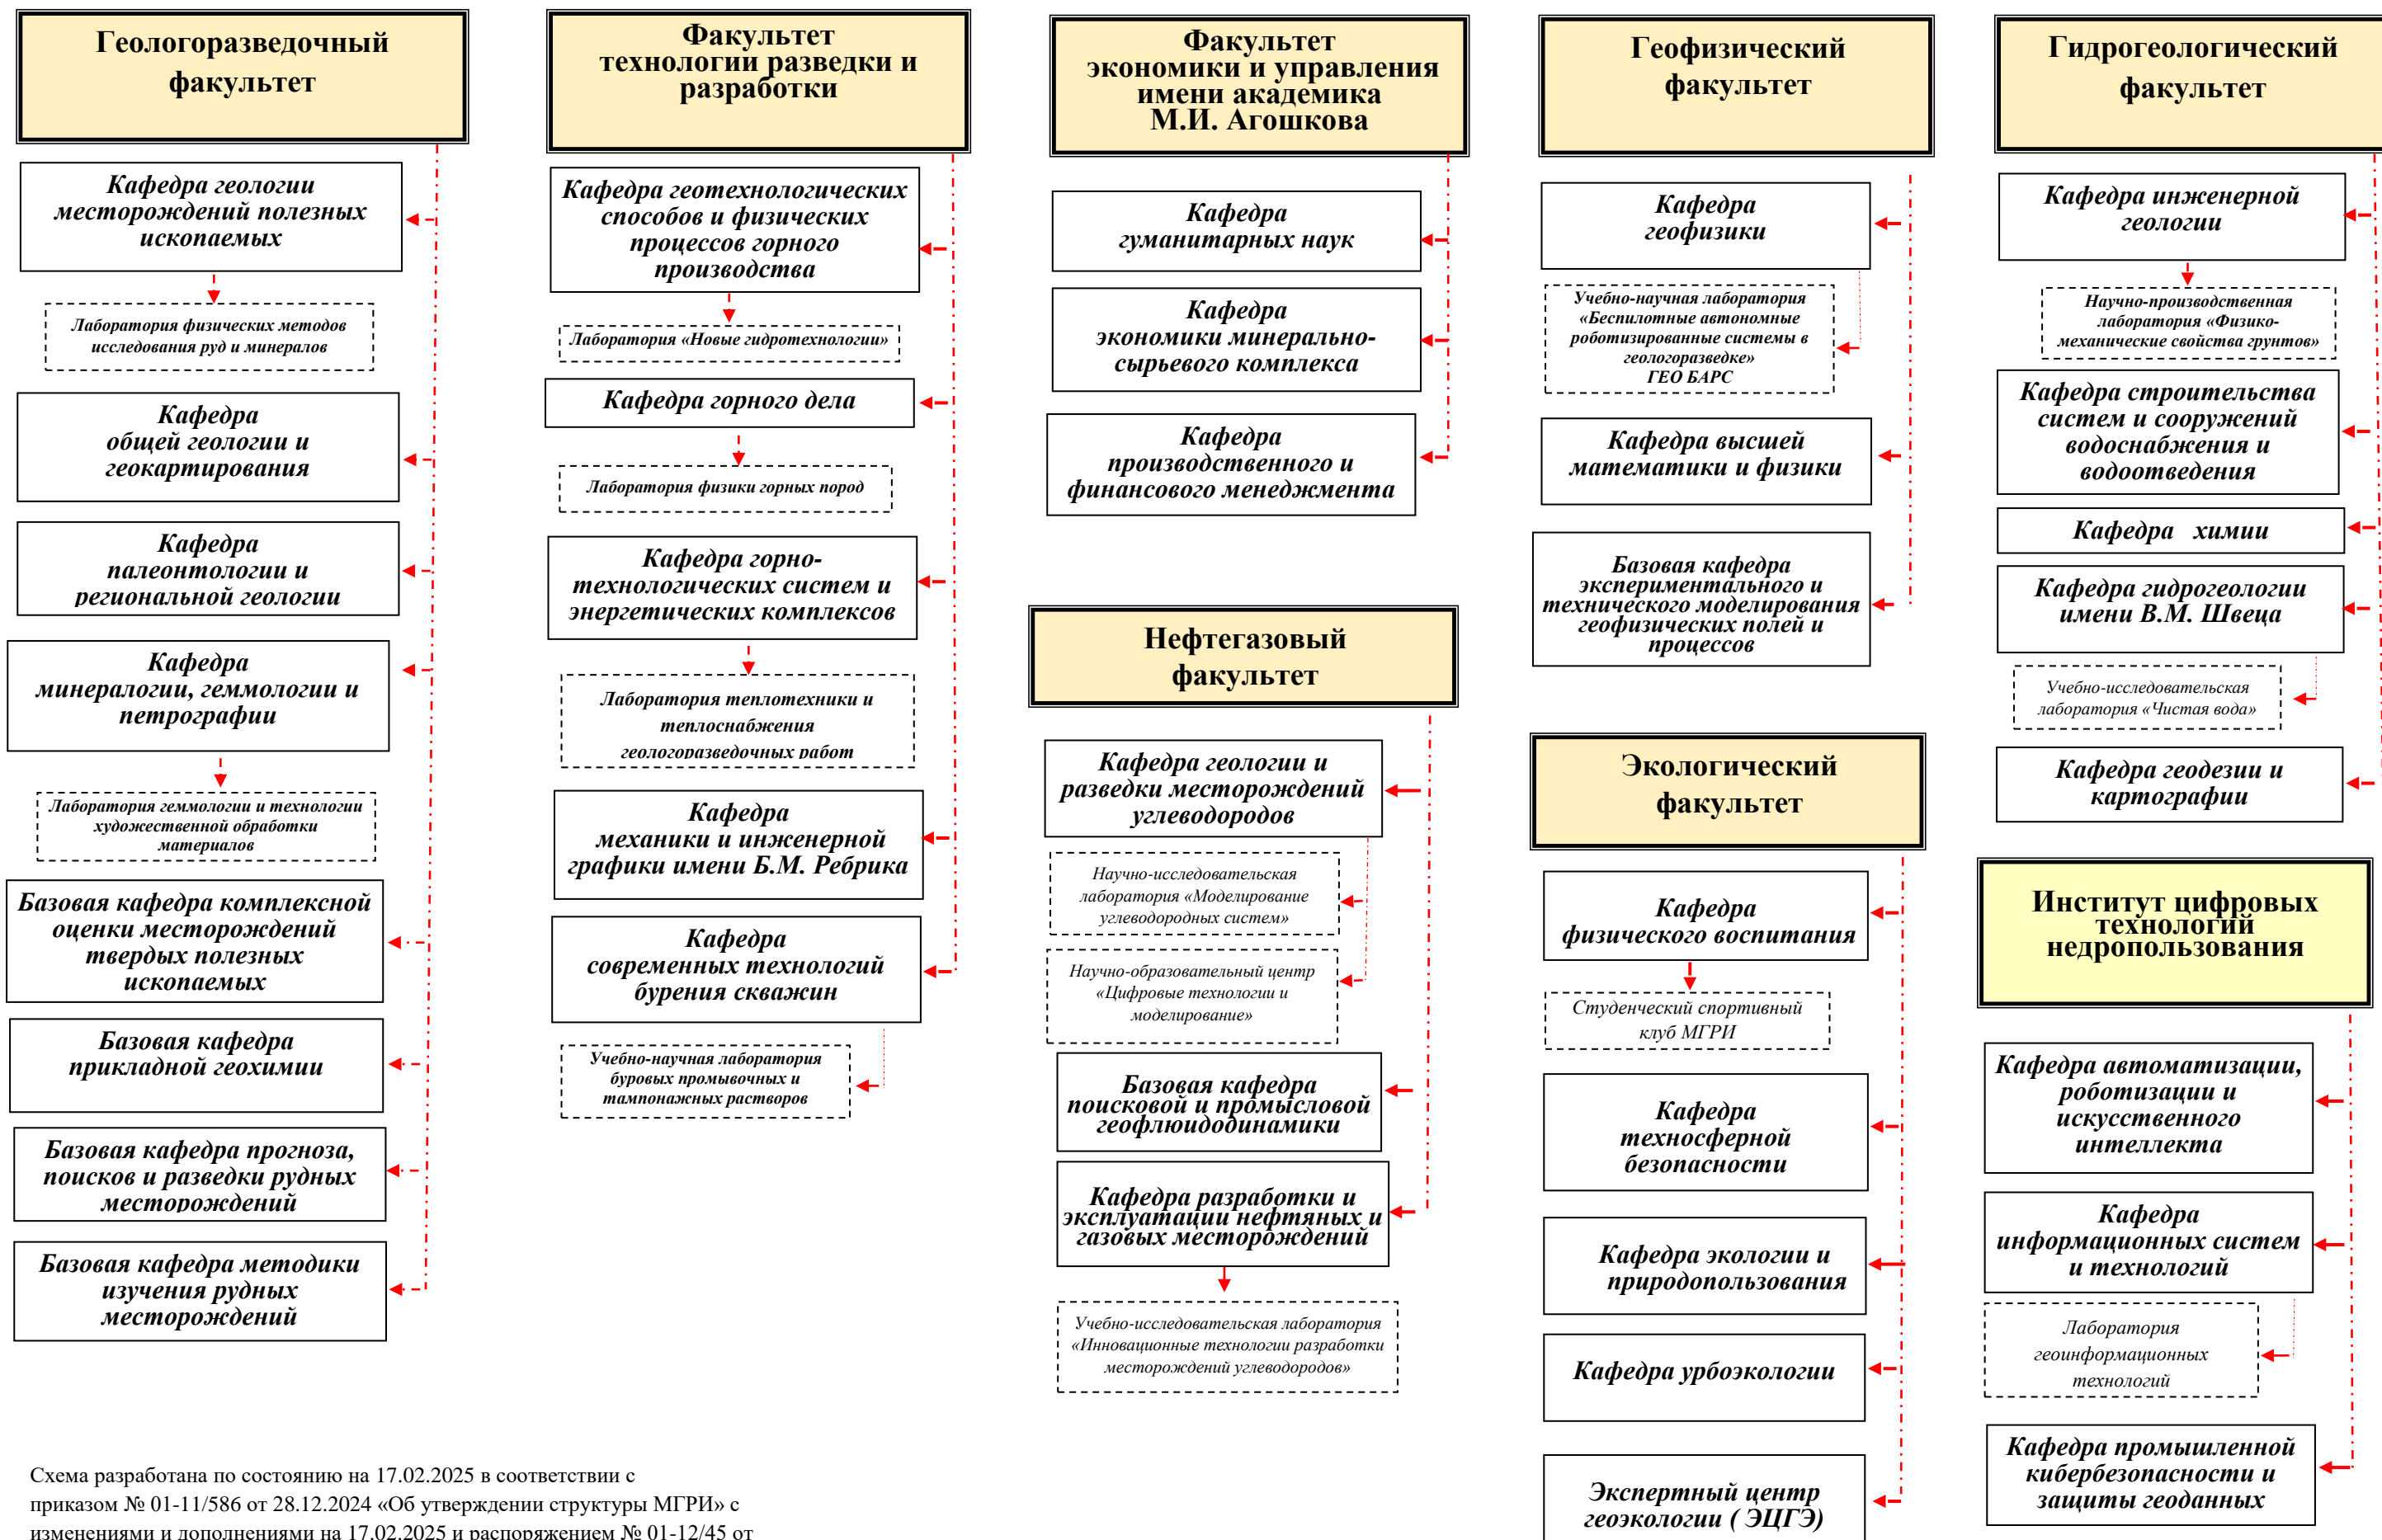 Геологоразведочный
факультет
Кафедра геологии
месторождений полезных
ископаемых
Лаборатория физических методов
исследования руд и минералов
Кафедра
общей геологии и
геокартирования
Кафедра
палеонтологии и
региональной геологии
Кафедра
минералогии, геммологии и
петрографии
Лаборатория геммологии и технологии
художественной обработки
материалов
Базовая кафедра комплексной
оценки месторождений
твердых полезных
ископаемых
Базовая кафедра
прикладной геохимии
Базовая кафедра прогноза,
поисков и разведки рудных
месторождений
Базовая кафедра методики
изучения рудных
месторождений
Факультет
технологии разведки и
разработки
Кафедра геотехнологических
способов и физических
процессов горного
производства
Лаборатория «Новые гидротехнологии»
Кафедра горного дела
Лаборатория физики горных пород
Кафедра горно-
технологических систем и
энергетических комплексов
Лаборатория теплотехники и
теплоснабжения
геологоразведочных работ
Кафедра
механики и инженерной
графики имени Б.М. Ребрика
Кафедра
современных технологий
бурения скважин
Учебно-научная лаборатория
буровых промывочных и
тампонажных растворов
Факультет
экономики и управления
имени академика
М.И. Агошкова
Кафедра
гуманитарных наук
Кафедра
экономики минерально-
сырьевого комплекса
Кафедра
производственного и
финансового менеджмента
Нефтегазовый
факультет
Кафедра геологии и
разведки месторождений
углеводородов
Научно-исследовательская
лаборатория «Моделирование
углеводородных систем»
Научно-образовательный центр
«Цифровые технологии и
моделирование»
Базовая кафедра
поисковой и промысловой
геофлюидодинамики
Кафедра разработки и
эксплуатации нефтяных и
газовых месторождений
Учебно-исследовательская лаборатория
«Инновационные технологии разработки
месторождений углеводородов»
Геофизический
факультет
Кафедра
геофизики
Учебно-научная лаборатория
«Беспилотные автономные
роботизированные системы в
геологоразведке»
ГЕО БАРС
Кафедра высшей
математики и физики
Базовая кафедра
экспериментального и
технического моделирования
геофизических полей и
процессов
Экологический
факультет
Кафедра
физического воспитания
Студенческий спортивный
клуб МГРИ
Кафедра
техносферной
безопасности
Кафедра экологии и
природопользования
Кафедра урбоэкологии
Экспертный центр
геоэкологии ( ЭЦГЭ)
Гидрогеологический
факультет
Кафедра инженерной
геологии
Научно-производственная
лаборатория «Физико-
механические свойства грунтов»
Кафедра строительства
систем и сооружений
водоснабжения и
водоотведения
Кафедра химии
Кафедра гидрогеологии
имени В.М. Швеца
Учебно-исследовательская
лаборатория «Чистая вода»
Кафедра геодезии и
картографии
Институт цифровых
технологий
недропользования
Кафедра автоматизации,
роботизации и
искусственного
интеллекта
Кафедра
информационных систем
и технологий
Лаборатория
геоинформационных
технологий
Кафедра промышленной
кибербезопасности и
защиты геоданных
Схема разработана по состоянию на 17.02.2025 в соответствии с
приказом № 01-11/586 от 28.12.2024 «Об утверждении структуры МГРИ» с
изменениями и дополнениями на 17.02.2025 и распоряжением № 01-12/45 от